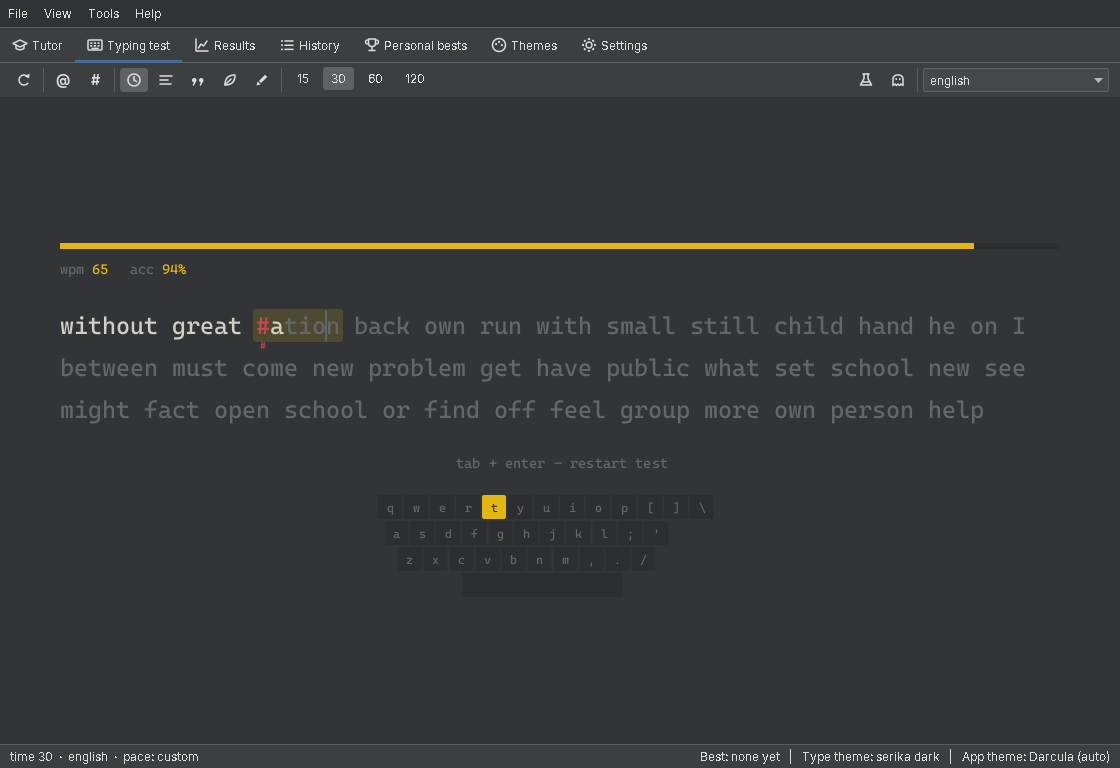 File View Tools Help
Tutor Typing test Results History Personal bests Themes Settings
@ # 15 30 60 120 english
wpm 65 acc 94%
without great #ation back own run with small still child hand he on I
#
between must come new problem get have public what set school new see
might fact open school or find off feel group more own person help
tab + enter — restart test
q w e r t y u i o p [ ] \
a s d f g h j k l ; '
z x c v b n m , . /
time 30 · english · pace: custom Best: none yet Type theme: serika dark App theme: Darcula (auto)